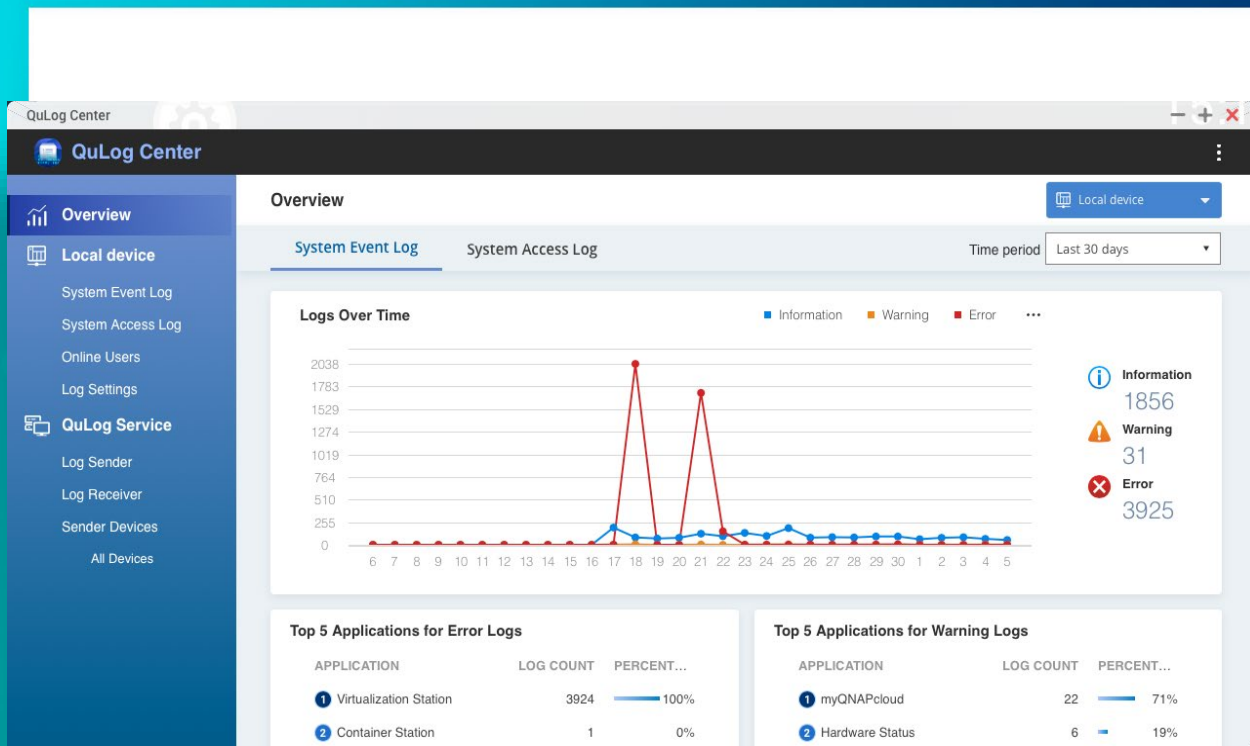 QuLog Center
QuLog Center
Overview
Local device
System Event Log
System Access Log
Online Users
Log Settings
QuLog Service
Log Sender
Log Receiver
Sender Devices
All Devices
Overview
Local device
System Event Log System Access Log
Time period Last 30 days
Logs Over Time
Information Warning Error
2038
1783
1529
1274
1019
764
510
255
0
6 7 8 9 10 11 12 13 14 15 16 17 18 19 20 21 22 23 24 25 26 27 28 29 30 1 2 3 4 5
Information
1856
Warning
31
Error
3925
Top 5 Applications for Error Logs
APPLICATION LOG COUNT PERCENT...
1 Virtualization Station 3924 100%
2 Container Station 1 0%
Top 5 Applications for Warning Logs
APPLICATION LOG COUNT PERCENT...
1 myQNAPcloud 22 71%
2 Hardware Status 6 19%